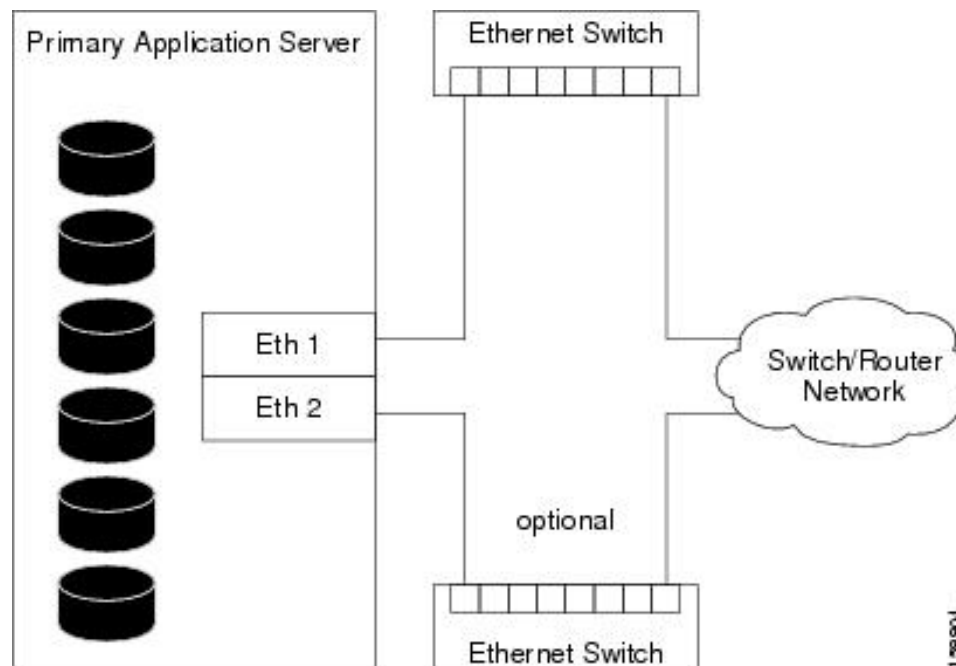 Primary Application Server
Ethernet Switch
Eth 1
Eth 2
Switch/Router
Network
optional
Ethernet Switch